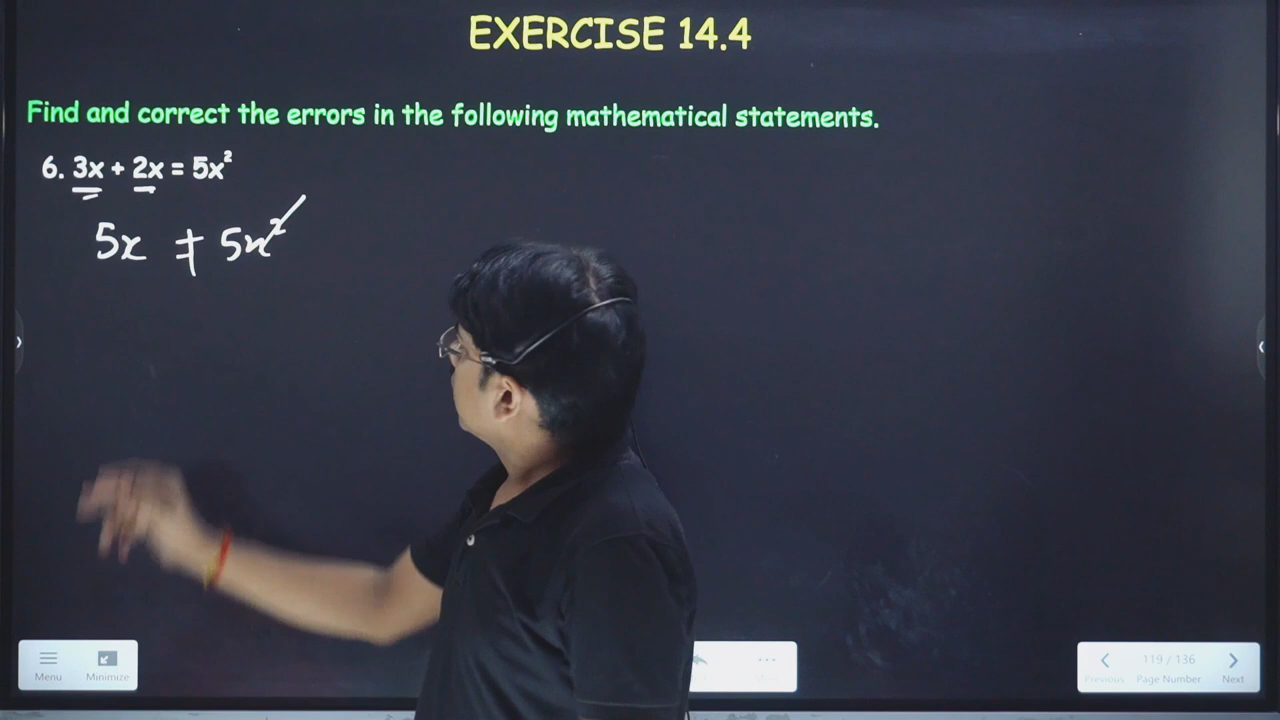 EXERCISE 14.4
Find and correct the errors in the following mathematical statements.
6. 3x + 2x = 5x²
5x ≠ 5x²
Menu
Minimize
Previous
119 / 136
Page Number
Next